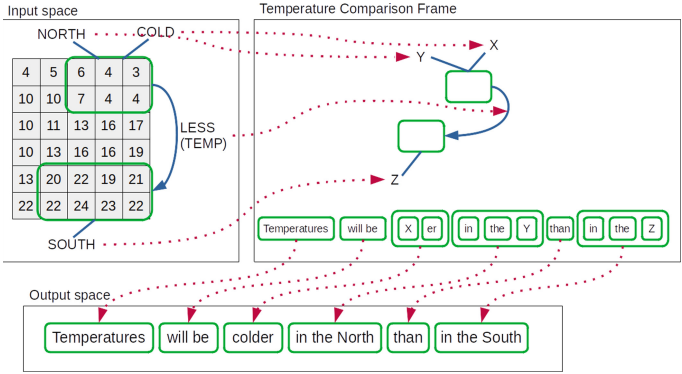 Input space
NORTH COLD
4 5 6 4 3
10 10 7 4 4
10 11 13 16 17
10 13 16 16 19
13 20 22 19 21
22 22 24 23 22
LESS
(TEMP)
SOUTH
Temperature Comparison Frame
X
Y
Z
Temperatures will be X er in the Y than in the Z
Output space
Temperatures will be colder in the North than in the South